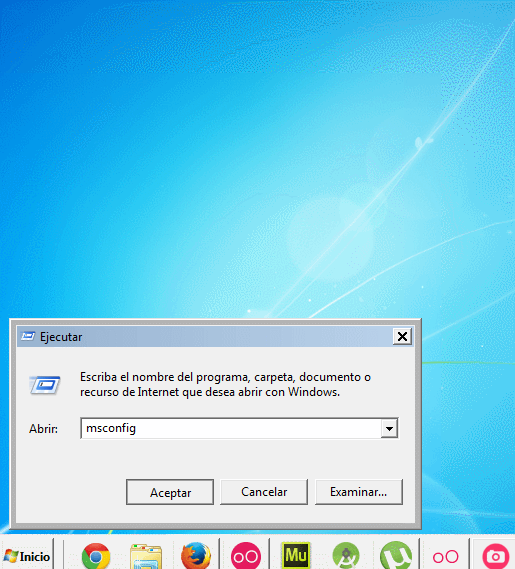 Ejecutar
Escriba el nombre del programa, carpeta, documento o
recurso de Internet que desea abrir con Windows.
Abrir: msconfig
Aceptar Cancelar Examinar...
Inicio Mu